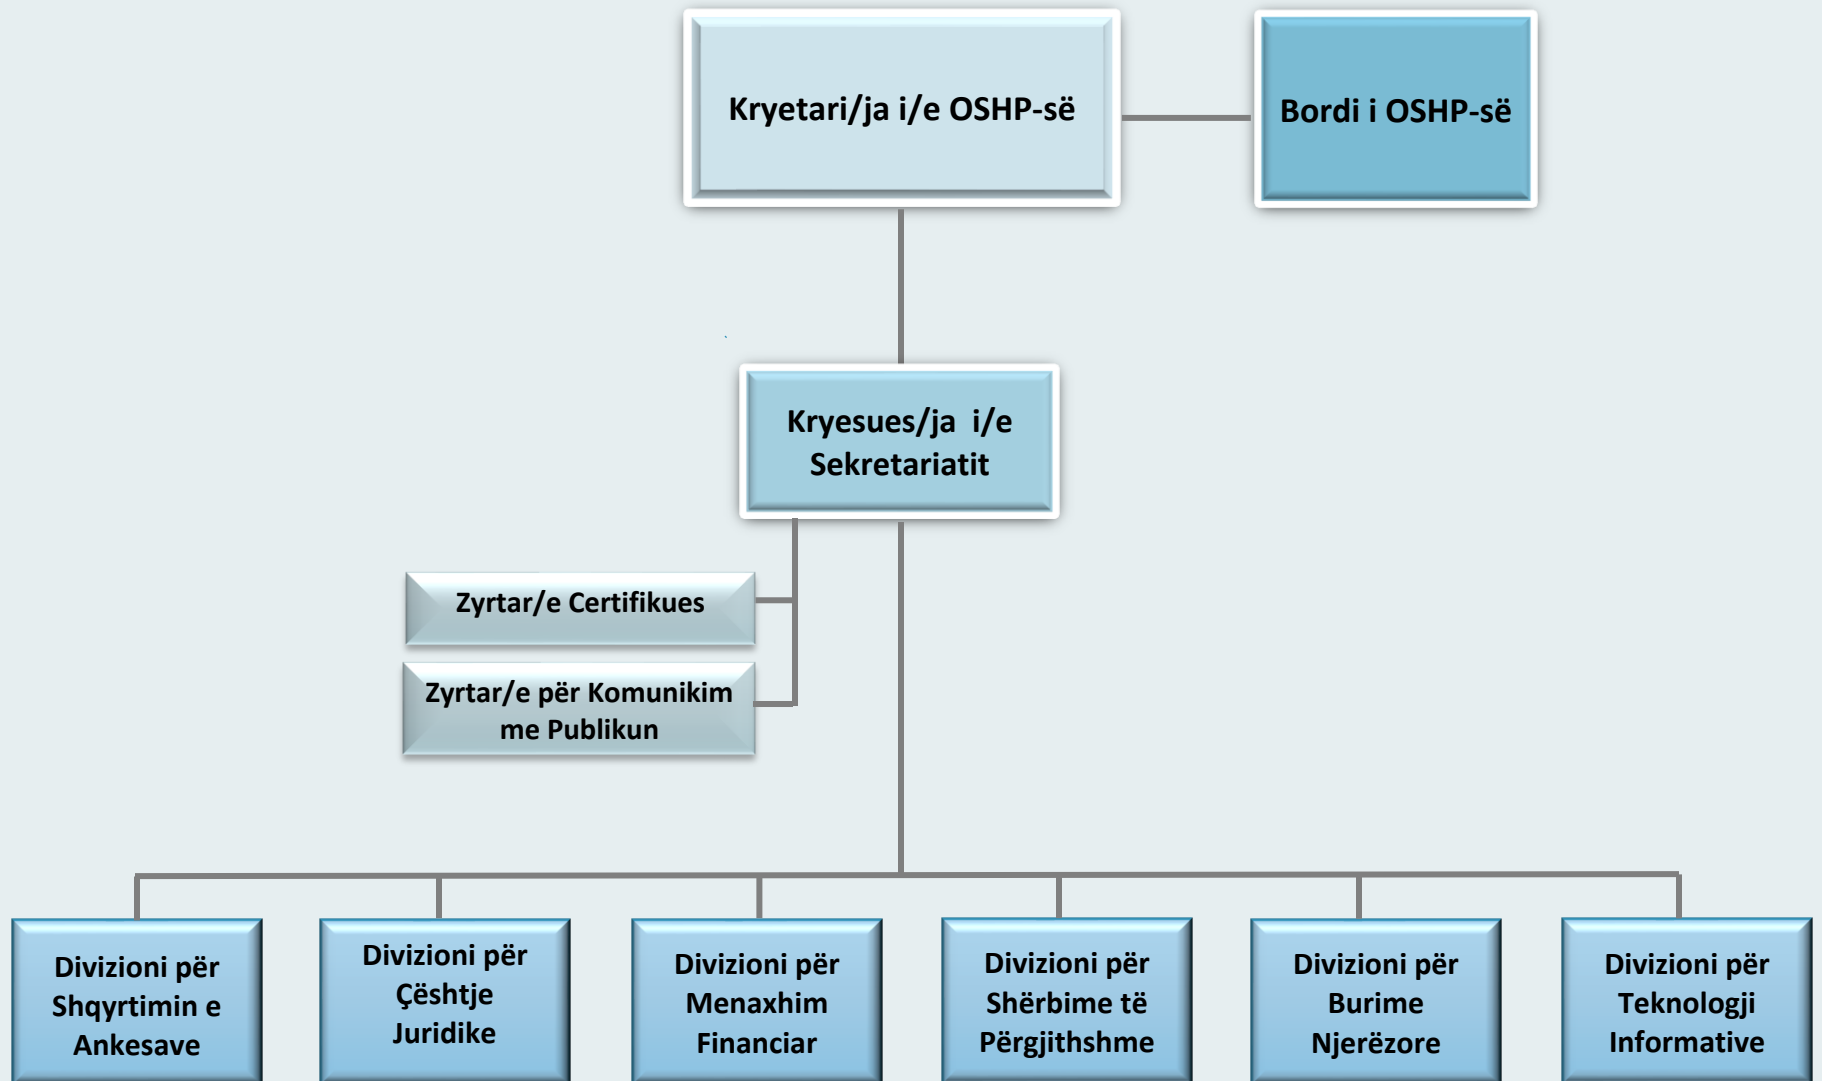 Kryetari/ja i/e OSHP-së
Bordi i OSHP-së
Kryesues/ja i/e
Sekretariatit
Zyrtar/e Certifikues
Zyrtar/e për Komunikim
me Publikun
Divizioni për
Shqyrtimin e
Ankesave
Divizioni për
Çështje
Juridike
Divizioni për
Menaxhim
Financiar
Divizioni për
Shërbime të
Përgjithshme
Divizioni për
Burime
Njerëzore
Divizioni për
Teknologji
Informative